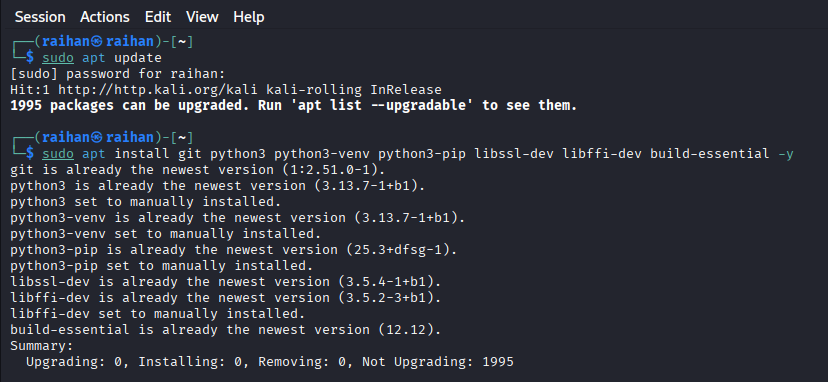 Session Actions Edit View Help
┌──(raihan㉿raihan)-[~]
└─$ sudo apt update
[sudo] password for raihan:
Hit:1 http://http.kali.org/kali kali-rolling InRelease
1995 packages can be upgraded. Run 'apt list --upgradable' to see them.
┌──(raihan㉿raihan)-[~]
└─$ sudo apt install git python3 python3-venv python3-pip libssl-dev libffi-dev build-essential -y
git is already the newest version (1:2.51.0-1).
python3 is already the newest version (3.13.7-1+b1).
python3 set to manually installed.
python3-venv is already the newest version (3.13.7-1+b1).
python3-venv set to manually installed.
python3-pip is already the newest version (25.3+dfsg-1).
python3-pip set to manually installed.
libssl-dev is already the newest version (3.5.4-1+b1).
libffi-dev is already the newest version (3.5.2-3+b1).
libffi-dev set to manually installed.
build-essential is already the newest version (12.12).
Summary:
  Upgrading: 0, Installing: 0, Removing: 0, Not Upgrading: 1995